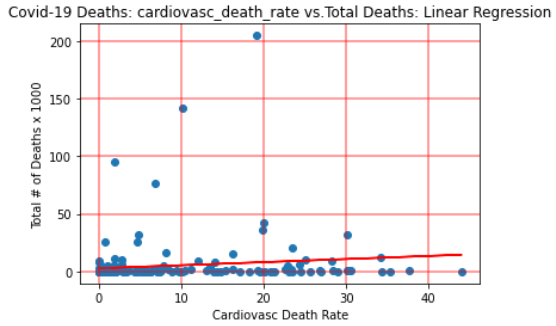 Covid-19 Deaths: cardiovasc_death_rate vs.Total Deaths: Linear Regression
200
150
100
50
0
Total # of Deaths x 1000
0 10 20 30 40
Cardiovasc Death Rate